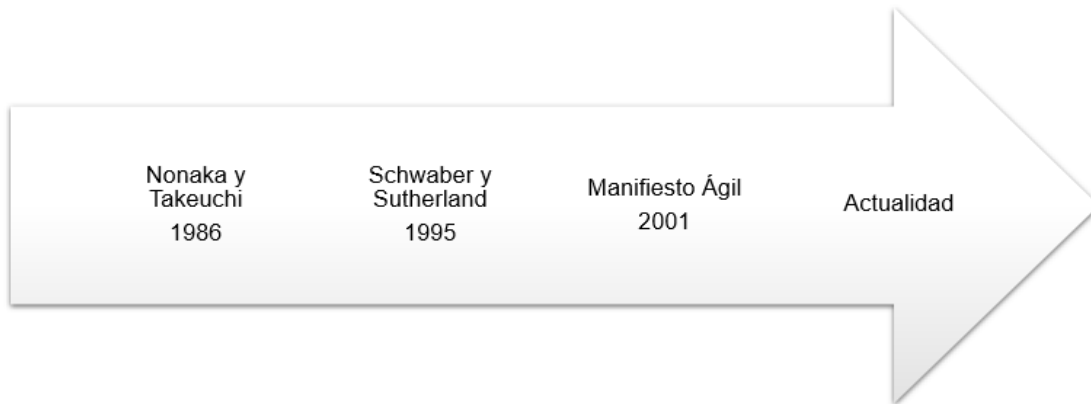 Nonaka y
Takeuchi
1986
Schwaber y
Sutherland
1995
Manifiesto Ágil
2001
Actualidad